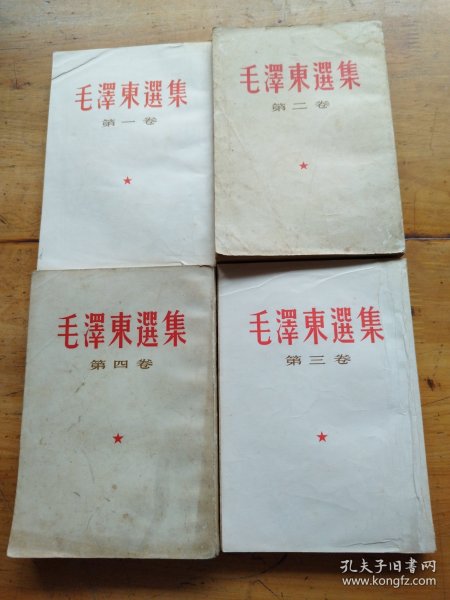 毛澤東選集
第一卷
毛澤東選集
第二卷
毛澤東選集
第四卷
毛澤東選集
第三卷
孔夫子旧书网
www.kongfz.com